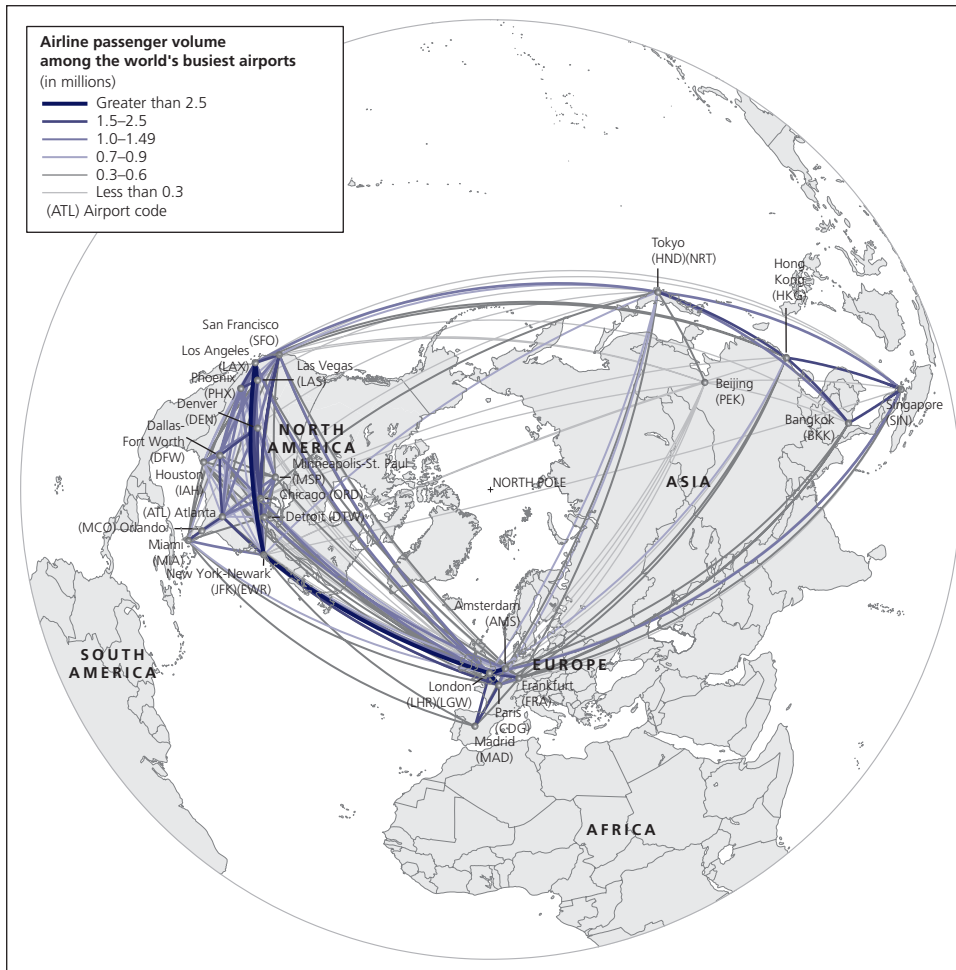 Airline passenger volume
among the world's busiest airports
(in millions)
Greater than 2.5
1.5–2.5
1.0–1.49
0.7–0.9
0.3–0.6
Less than 0.3
(ATL) Airport code
Tokyo
(HND)(NRT)
Hong
Kong
(HKG)
San Francisco
(SFO)
Los Angeles
(LAX)
Las Vegas
(LAS)
Phoenix
(PHX)
Beijing
(PEK)
Denver
(DEN)
Singapore
(SIN)
Bangkok
(BKK)
Dallas-
Fort Worth
(DFW)
NORTH
AMERICA
Minneapolis-St. Paul
(MSP)
Houston
(IAH)
ASIA
NORTH POLE
Chicago (ORD)
(ATL) Atlanta
Detroit (DTW)
(MCO) Orlando
Miami
(MIA)
New York-Newark
(JFK)(EWR)
Amsterdam
(AMS)
SOUTH
AMERICA
EUROPE
London
(LHR)(LGW)
Frankfurt
(FRA)
Paris
(CDG)
Madrid
(MAD)
AFRICA